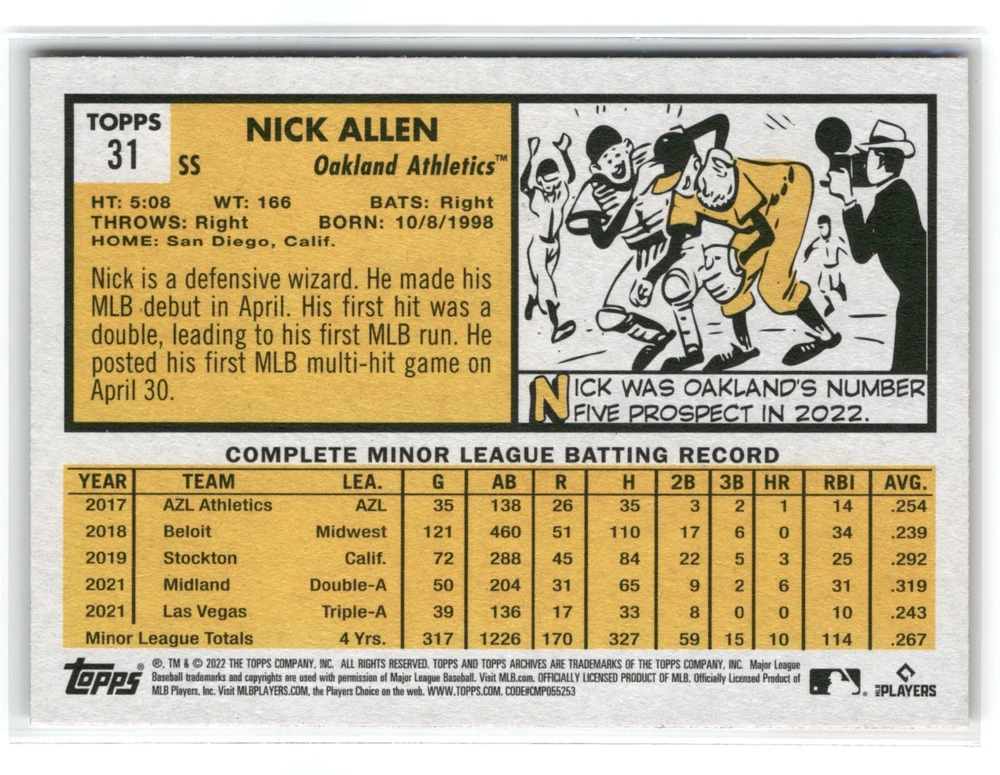 TOPPS
31
SS
NICK ALLEN
Oakland Athletics™
HT: 5:08 WT: 166 BATS: Right
THROWS: Right BORN: 10/8/1998
HOME: San Diego, Calif.
Nick is a defensive wizard. He made his
MLB debut in April. His first hit was a
double, leading to his first MLB run. He
posted his first MLB multi-hit game on
April 30.
NICK WAS OAKLAND'S NUMBER
FIVE PROSPECT IN 2022.
COMPLETE MINOR LEAGUE BATTING RECORD
YEAR TEAM LEA. G AB R H 2B 3B HR RBI AVG.
2017 AZL Athletics AZL 35 138 26 35 3 2 1 14 .254
2018 Beloit Midwest 121 460 51 110 17 6 0 34 .239
2019 Stockton Calif. 72 288 45 84 22 5 3 25 .292
2021 Midland Double-A 50 204 31 65 9 2 6 31 .319
2021 Las Vegas Triple-A 39 136 17 33 8 0 0 10 .243
Minor League Totals 4 Yrs. 317 1226 170 327 59 15 10 114 .267
Topps®
®, TM & © 2022 THE TOPPS COMPANY, INC. ALL RIGHTS RESERVED. TOPPS AND TOPPS ARCHIVES ARE TRADEMARKS OF THE TOPPS COMPANY, INC. Major League
Baseball trademarks and copyrights are used with permission of Major League Baseball. Visit MLB.com. OFFICIALLY LICENSED PRODUCT OF MLB. Officially Licensed Product of
MLB Players, Inc. Visit MLBPLAYERS.COM, the Players Choice on the web. WWW.TOPPS.COM. CODE#CMP055253
MLB PLAYERS